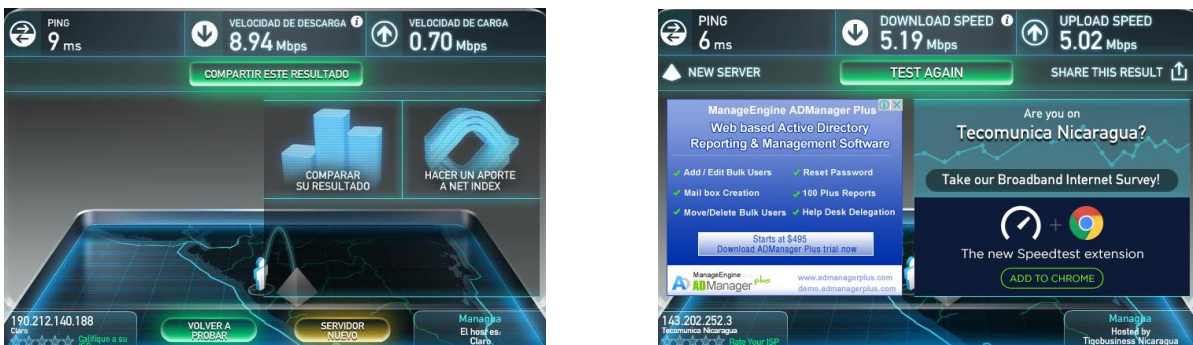 PING
9 ms
VELOCIDAD DE DESCARGA
8.94 Mbps
VELOCIDAD DE CARGA
0.70 Mbps
COMPARTIR ESTE RESULTADO
COMPARAR
SU RESULTADO
HACER UN APORTE
A NET INDEX
190.212.140.188
Claro
Califique a su
ISP
VOLVER A
PROBAR
SERVIDOR
NUEVO
Managua
El host es:
Claro
PING
6 ms
DOWNLOAD SPEED
5.19 Mbps
UPLOAD SPEED
5.02 Mbps
NEW SERVER
TEST AGAIN
SHARE THIS RESULT
ManageEngine ADManager Plus
Web based Active Directory
Reporting & Management Software
Add / Edit Bulk Users
Reset Password
Mail box Creation
100 Plus Reports
Move/Delete Bulk Users
Help Desk Delegation
Starts at $495
Download ADManager Plus trial now
ManageEngine
ADManager plus
www.admanagerplus.com
demo.admanagerplus.com
Are you on
Tecomunica Nicaragua?
Take our Broadband Internet Survey!
+
The new Speedtest extension
ADD TO CHROME
143.202.252.3
Tecomunica Nicaragua
Rate Your ISP
Managua
Hosted by
Tigobusiness Nicaragua